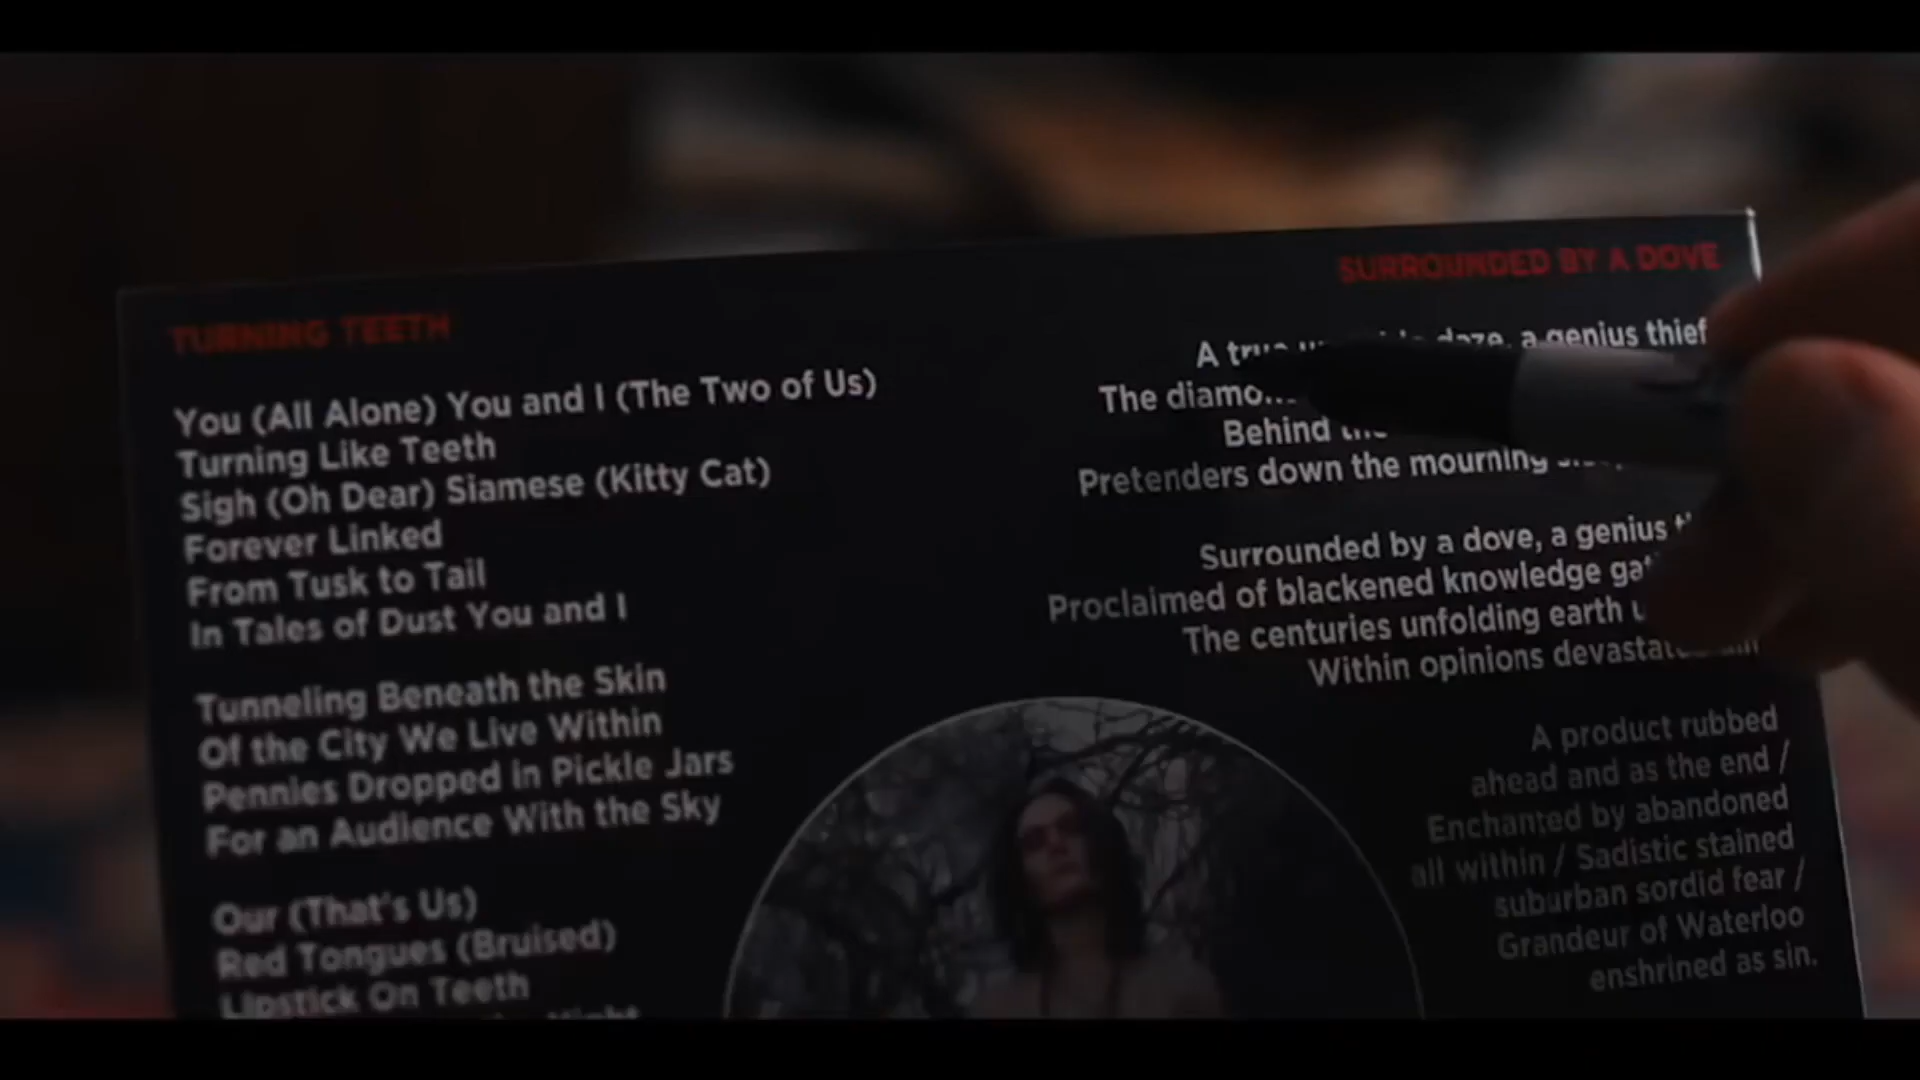 TURNING TEETH
You (All Alone) You and I (The Two of Us)
Turning Like Teeth
Sigh (Oh Dear) Siamese (Kitty Cat)
Forever Linked
From Tusk to Tail
In Tales of Dust You and I
Tunneling Beneath the Skin
Of the City We Live Within
Pennies Dropped in Pickle Jars
For an Audience With the Sky
Our (That's Us)
Red Tongues (Bruised)
Lipstick On Teeth
SURROUNDED BY A DOVE
A daze, a genius thief
The
Behind
Pretenders down the mourning
Surrounded by a dove, a genius
Proclaimed of blackened knowledge
The centuries unfolding earth
Within opinions
A product rubbed
ahead and as the end /
Enchanted by abandoned
all within / Sadistic stained
suburban sordid fear /
Grandeur of Waterloo
enshrined as sin.